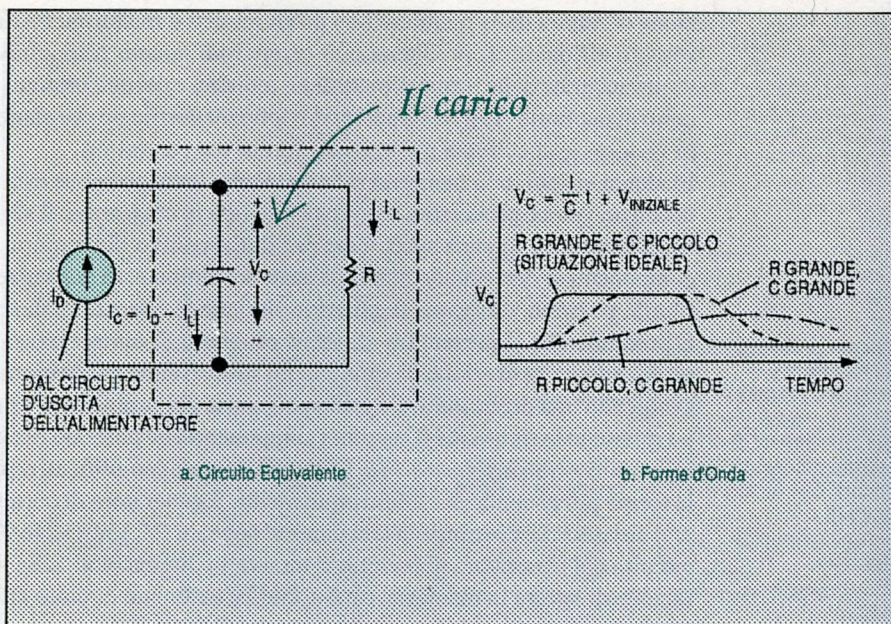 Il carico
+
I_L
V_C
R
I_D
I_C = I_D – I_L
–
DAL CIRCUITO
D'USCITA
DELL'ALIMENTATORE
a. Circuito Equivalente
V_C = I/C t + V_INIZIALE
R GRANDE, E C PICCOLO
(SITUAZIONE IDEALE)
R GRANDE,
C GRANDE
V_C
R PICCOLO, C GRANDE
TEMPO
b. Forme d'Onda